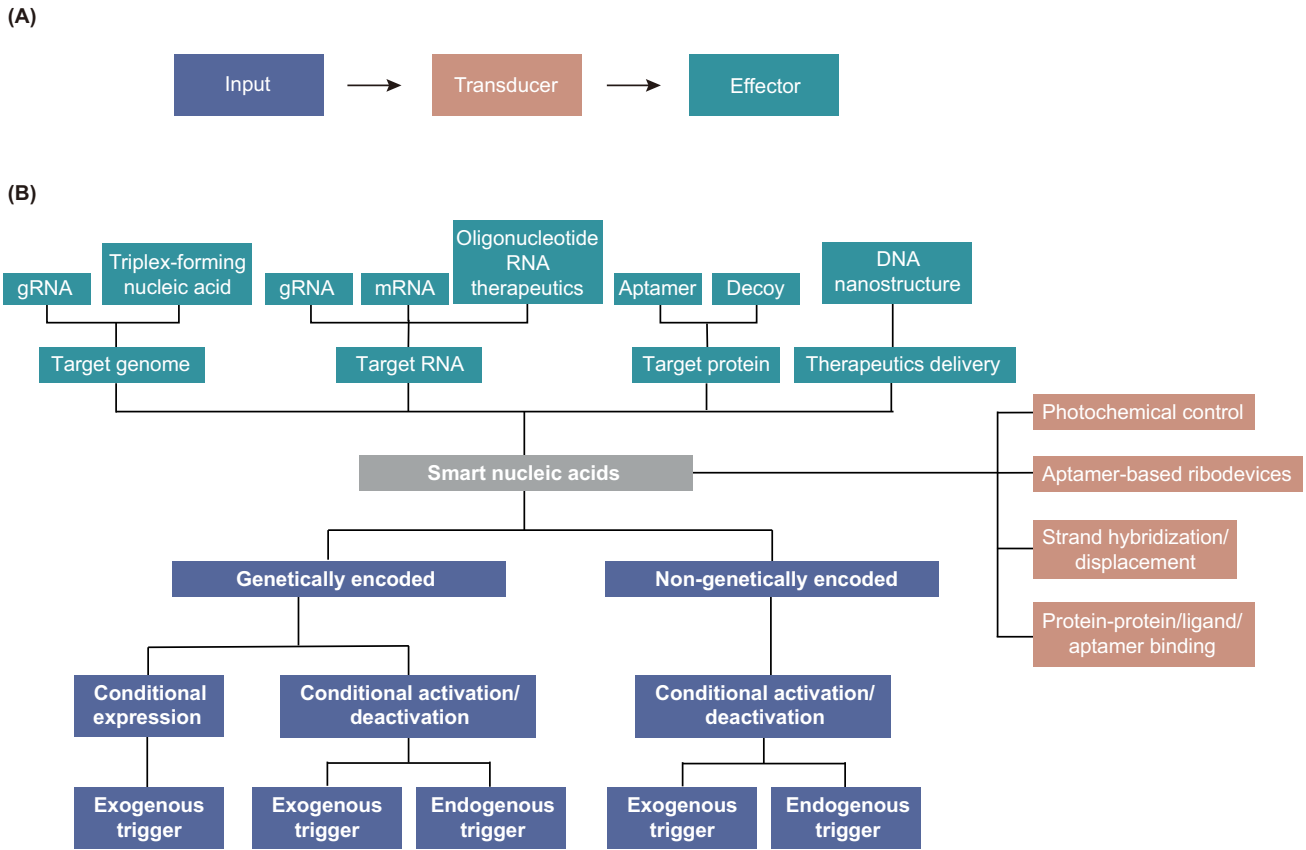 (A)
Input
Transducer
Effector
(B)
gRNA
Triplex-forming
nucleic acid
gRNA
mRNA
Oligonucleotide
RNA
therapeutics
Aptamer
Decoy
DNA
nanostructure
Target genome
Target RNA
Target protein
Therapeutics delivery
Smart nucleic acids
Photochemical control
Aptamer-based ribodevices
Strand hybridization/
displacement
Protein-protein/ligand/
aptamer binding
Genetically encoded
Non-genetically encoded
Conditional
expression
Conditional activation/
deactivation
Conditional activation/
deactivation
Exogenous
trigger
Exogenous
trigger
Endogenous
trigger
Exogenous
trigger
Endogenous
trigger